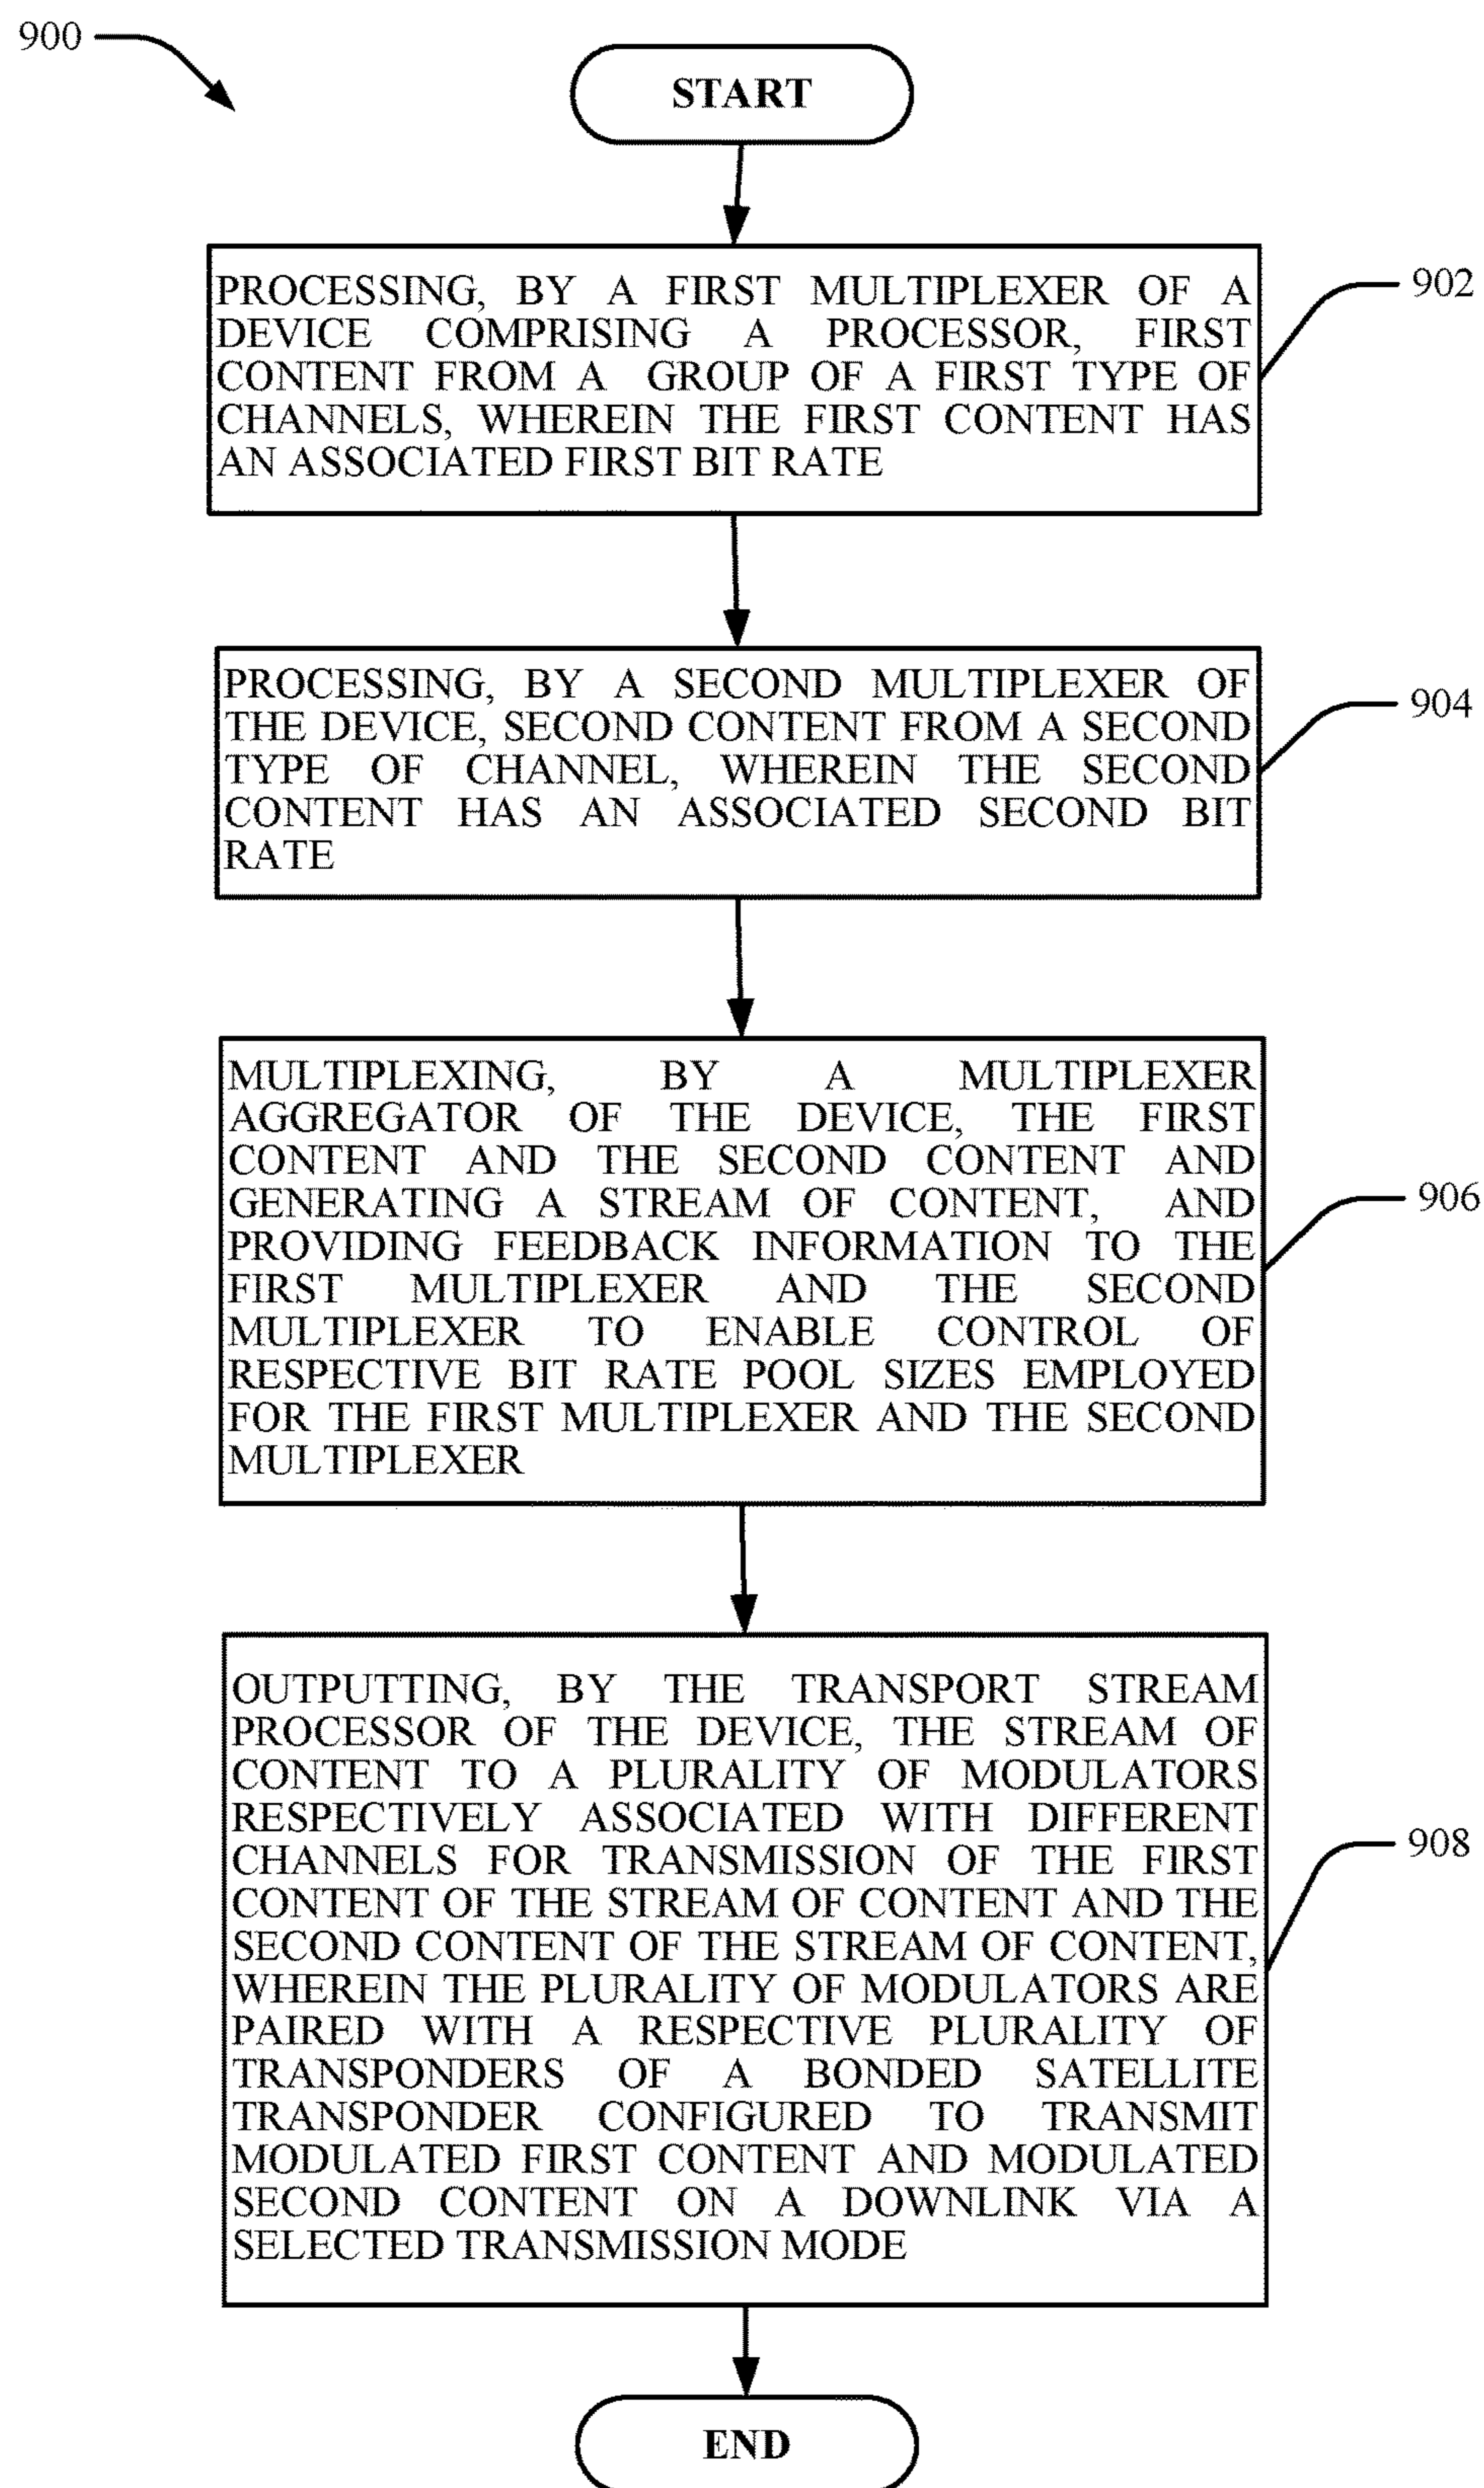 900
START
PROCESSING, BY A FIRST MULTIPLEXER OF A
DEVICE COMPRISING A PROCESSOR, FIRST
CONTENT FROM A GROUP OF A FIRST TYPE OF
CHANNELS, WHEREIN THE FIRST CONTENT HAS
AN ASSOCIATED FIRST BIT RATE
902
PROCESSING, BY A SECOND MULTIPLEXER OF
THE DEVICE, SECOND CONTENT FROM A SECOND
TYPE OF CHANNEL, WHEREIN THE SECOND
CONTENT HAS AN ASSOCIATED SECOND BIT
RATE
904
MULTIPLEXING, BY A MULTIPLEXER
AGGREGATOR OF THE DEVICE, THE FIRST
CONTENT AND THE SECOND CONTENT AND
GENERATING A STREAM OF CONTENT, AND
PROVIDING FEEDBACK INFORMATION TO THE
FIRST MULTIPLEXER AND THE SECOND
MULTIPLEXER TO ENABLE CONTROL OF
RESPECTIVE BIT RATE POOL SIZES EMPLOYED
FOR THE FIRST MULTIPLEXER AND THE SECOND
MULTIPLEXER
906
OUTPUTTING, BY THE TRANSPORT STREAM
PROCESSOR OF THE DEVICE, THE STREAM OF
CONTENT TO A PLURALITY OF MODULATORS
RESPECTIVELY ASSOCIATED WITH DIFFERENT
CHANNELS FOR TRANSMISSION OF THE FIRST
CONTENT OF THE STREAM OF CONTENT AND THE
SECOND CONTENT OF THE STREAM OF CONTENT,
WHEREIN THE PLURALITY OF MODULATORS ARE
PAIRED WITH A RESPECTIVE PLURALITY OF
TRANSPONDERS OF A BONDED SATELLITE
TRANSPONDER CONFIGURED TO TRANSMIT
MODULATED FIRST CONTENT AND MODULATED
SECOND CONTENT ON A DOWNLINK VIA A
SELECTED TRANSMISSION MODE
908
END